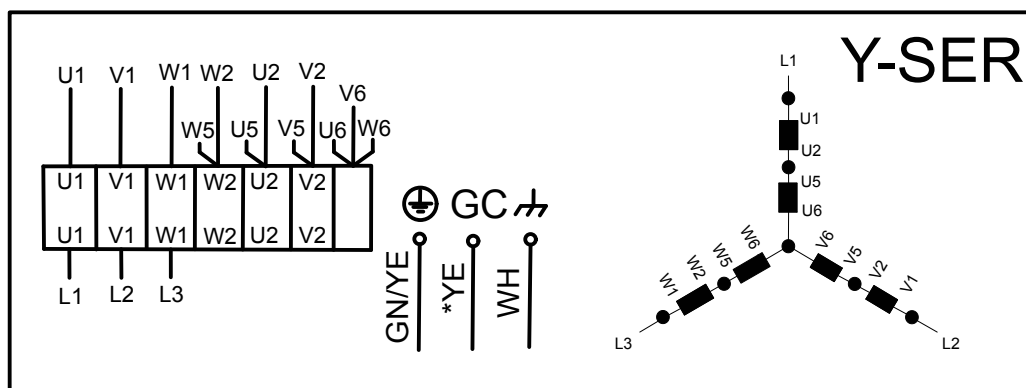 Y-SER
U1 V1 W1 W2 U2 V2 V6
W5 U5 V5 U6 W6
U1 V1 W1 W2 U2 V2
U1 V1 W1 W2 U2 V2
L1 L2 L3
GC
GN/YE *YE WH
L1
U1
U2
U5
U6
W6 V6
W5 V5
W2 V2
W1 V1
L3 L2